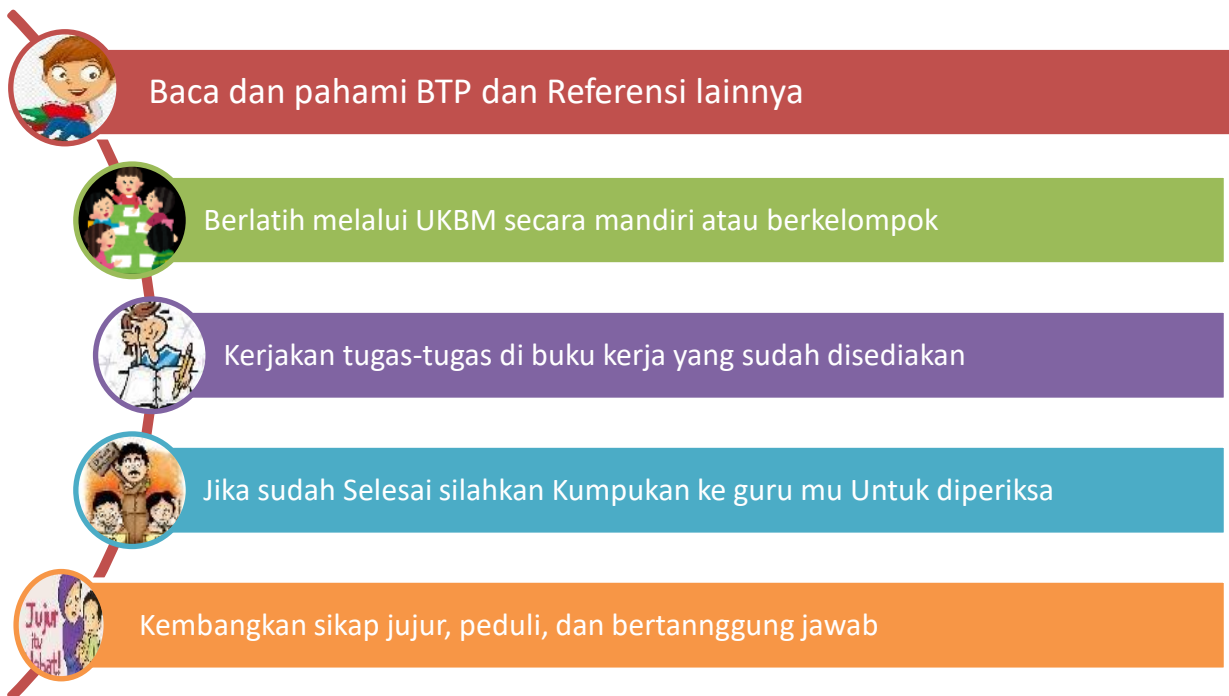 Baca dan pahami BTP dan Referensi lainnya
Berlatih melalui UKBM secara mandiri atau berkelompok
Kerjakan tugas-tugas di buku kerja yang sudah disediakan
Jika sudah Selesai silahkan Kumpukan ke guru mu Untuk diperiksa
Jujur
itu
Kembangkan sikap jujur, peduli, dan bertannggung jawab